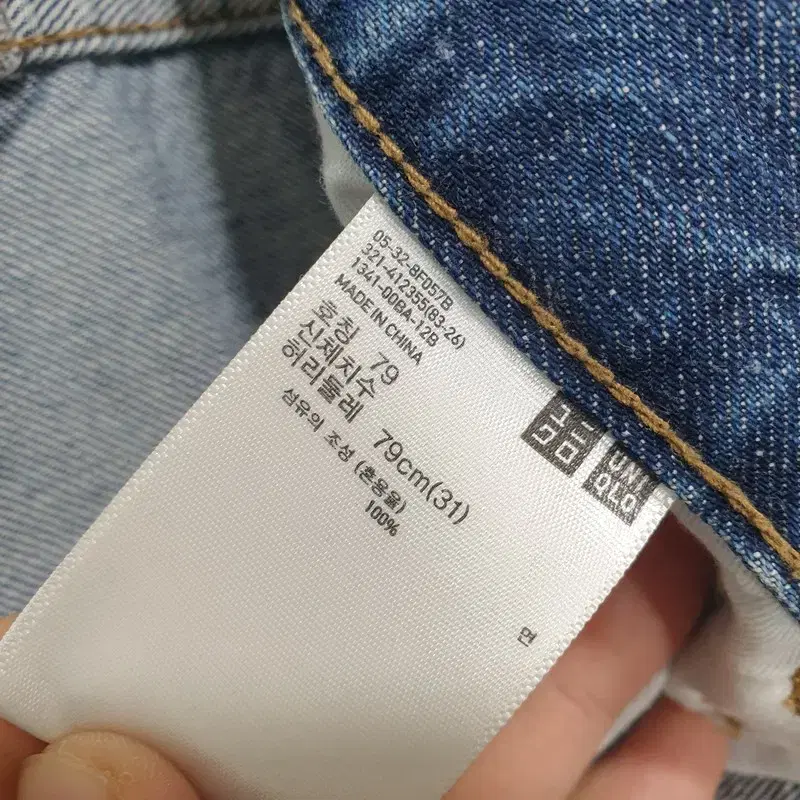 05-32-8F057B
321-412355(83-26)
1341-00BA-12B
MADE IN CHINA
호칭 79
신체치수
허리둘레 79cm(31)
섬유의 조성 (혼용율)
면 100%
UNI
QLO